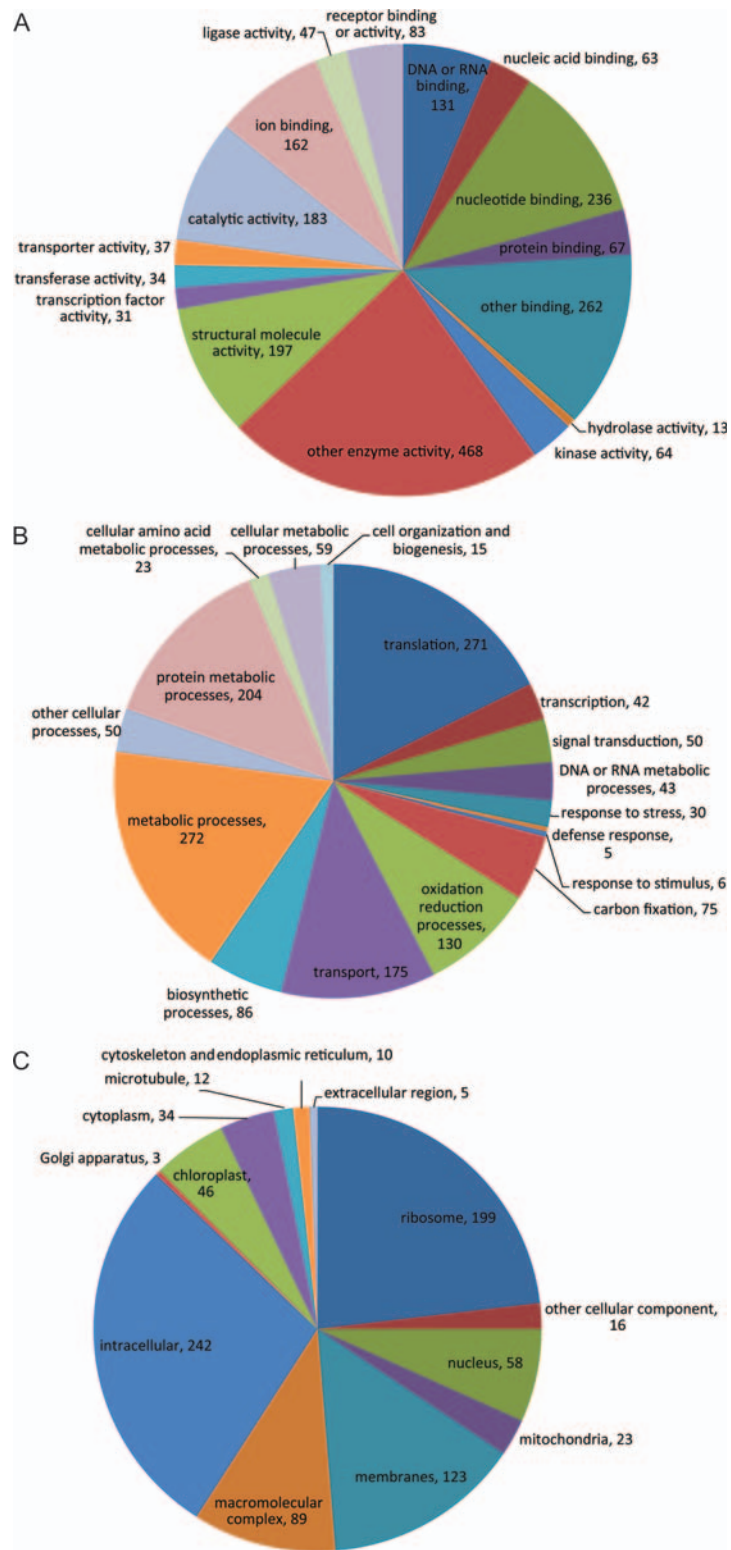 A
receptor binding
or activity, 83
ligase activity, 47
DNA or RNA
binding,
131
nucleic acid binding, 63
ion binding,
162
nucleotide binding, 236
catalytic activity, 183
protein binding, 67
transporter activity, 37
transferase activity, 34
transcription factor
activity, 31
other binding, 262
structural molecule
activity, 197
hydrolase activity, 13
kinase activity, 64
other enzyme activity, 468
B
cellular amino acid
metabolic processes,
23
cellular metabolic
processes, 59
cell organization and
biogenesis, 15
translation, 271
protein metabolic
processes, 204
transcription, 42
other cellular
processes, 50
signal transduction, 50
DNA or RNA metabolic
processes, 43
response to stress, 30
defense response,
5
metabolic processes,
272
response to stimulus, 6
carbon fixation, 75
oxidation
reduction
processes,
130
transport, 175
biosynthetic
processes, 86
C
cytoskeleton and endoplasmic reticulum, 10
microtubule, 12
extracellular region, 5
cytoplasm, 34
Golgi apparatus, 3
chloroplast,
46
ribosome, 199
other cellular component,
16
intracellular, 242
nucleus, 58
mitochondria, 23
membranes, 123
macromolecular
complex, 89